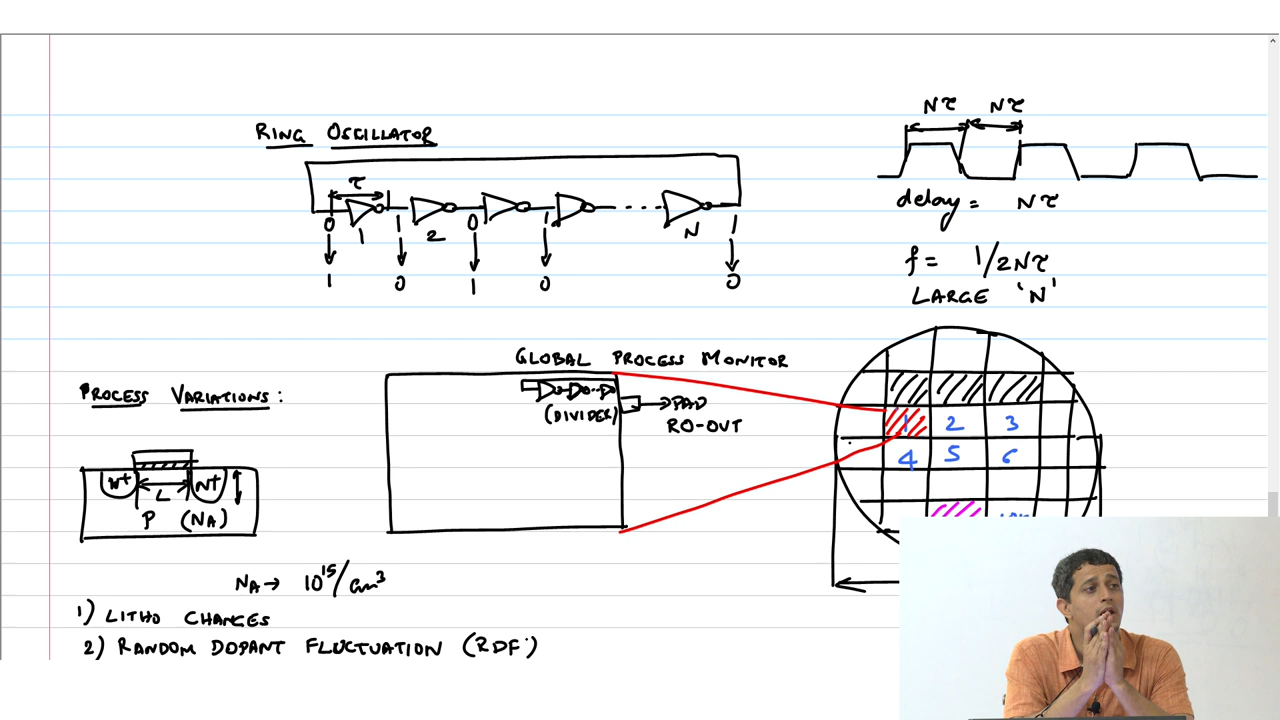 RING OSCILLATOR
τ
0 1 0 1 1
1 2 N
1 0 1 0 0
Nτ Nτ
delay = Nτ
f = 1/2Nτ
LARGE 'N'
PROCESS VARIATIONS :
n+ L N+
P (NA)
NA → 10^15/cm^3
1) LITHO CHANGES
2) RANDOM DOPANT FLUCTUATION (RDF)
GLOBAL PROCESS MONITOR
(DIVIDER)
PAD
RO-OUT
1 2 3
4 5 6